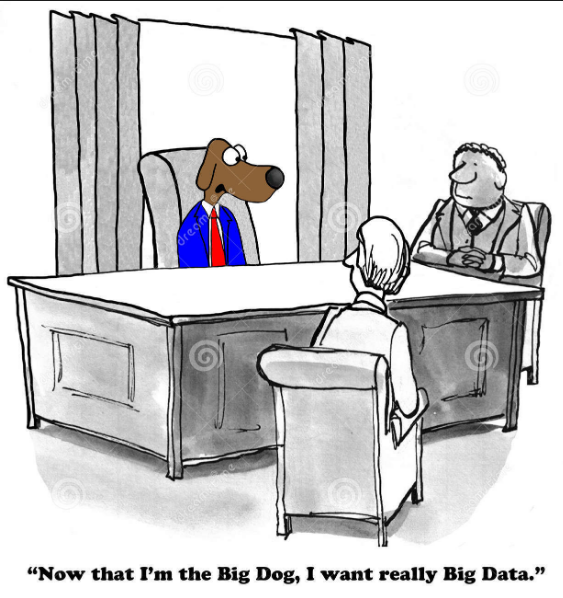 “Now that I’m the Big Dog, I want really Big Data.”